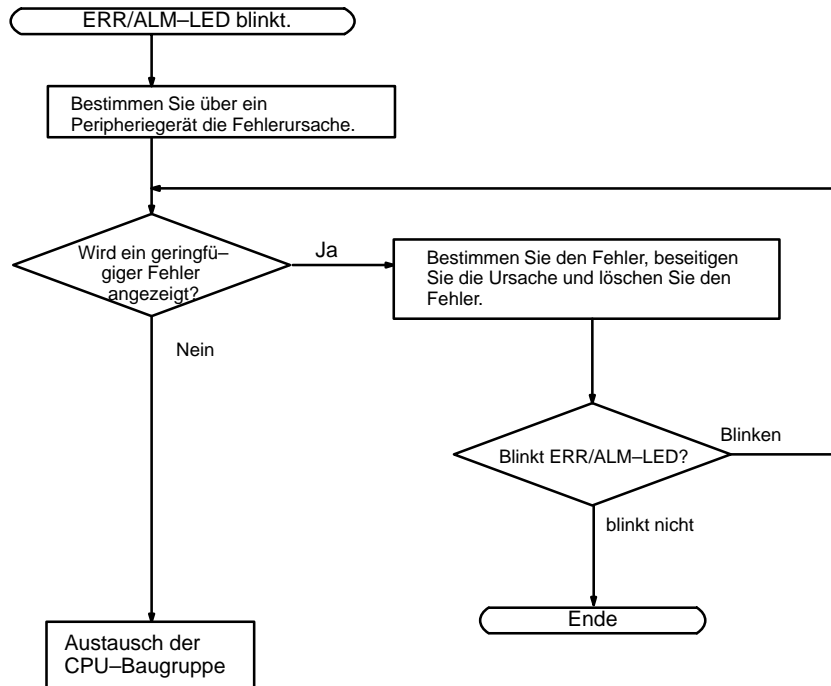 ERR/ALM–LED blinkt.
Bestimmen Sie über ein
Peripheriegerät die Fehlerursache.
Wird ein geringfü–
giger Fehler
angezeigt?
Ja
Bestimmen Sie den Fehler, beseitigen
Sie die Ursache und löschen Sie den
Fehler.
Nein
Blinkt ERR/ALM–LED?
Blinken
blinkt nicht
Ende
Austausch der
CPU–Baugruppe